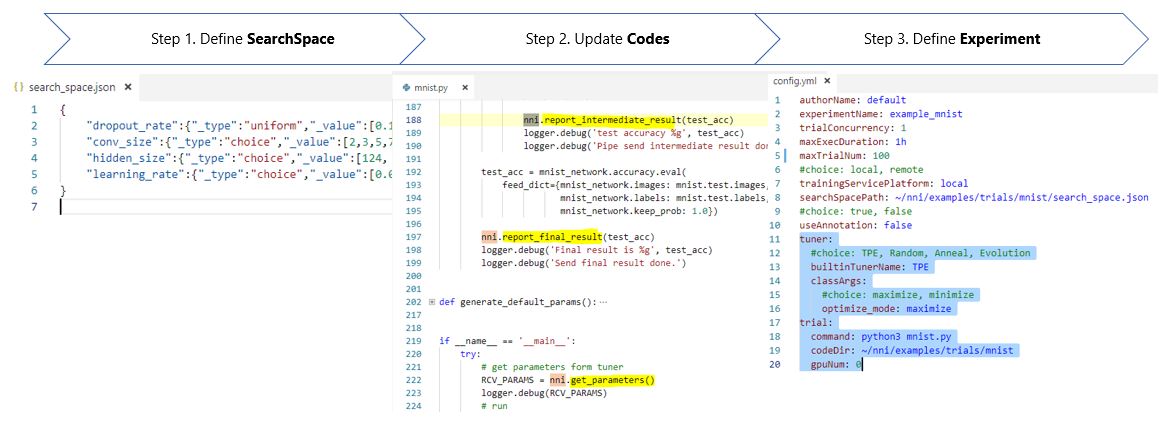 Step 1. Define SearchSpace
Step 2. Update Codes
Step 3. Define Experiment
{} search_space.json ×
1 {
2 "dropout_rate":{"_type":"uniform","_value":[0.1
3 "conv_size":{"_type":"choice","_value":[2,3,5,7
4 "hidden_size":{"_type":"choice","_value":[124,
5 "learning_rate":{"_type":"choice","_value":[0.0
6 }
7
mnist.py ×
187
188 nni.report_intermediate_result(test_acc)
189 logger.debug('test accuracy %g', test_acc)
190 logger.debug('Pipe send intermediate result don
191
192 test_acc = mnist_network.accuracy.eval(
193 feed_dict={mnist_network.images: mnist.test.images,
194 mnist_network.labels: mnist.test.labels,
195 mnist_network.keep_prob: 1.0})
196
197 nni.report_final_result(test_acc)
198 logger.debug('Final result is %g', test_acc)
199 logger.debug('Send final result done.')
200
201
202 def generate_default_params():…
217
218
219 if __name__ == '__main__':
220 try:
221 # get parameters form tuner
222 RCV_PARAMS = nni.get_parameters()
223 logger.debug(RCV_PARAMS)
224 # run
config.yml ×
1 authorName: default
2 experimentName: example_mnist
3 trialConcurrency: 1
4 maxExecDuration: 1h
5 maxTrialNum: 100
6 #choice: local, remote
7 trainingServicePlatform: local
8 searchSpacePath: ~/nni/examples/trials/mnist/search_space.json
9 #choice: true, false
10 useAnnotation: false
11 tuner:
12 #choice: TPE, Random, Anneal, Evolution
13 builtinTunerName: TPE
14 classArgs:
15 #choice: maximize, minimize
16 optimize_mode: maximize
17 trial:
18 command: python3 mnist.py
19 codeDir: ~/nni/examples/trials/mnist
20 gpuNum: 0